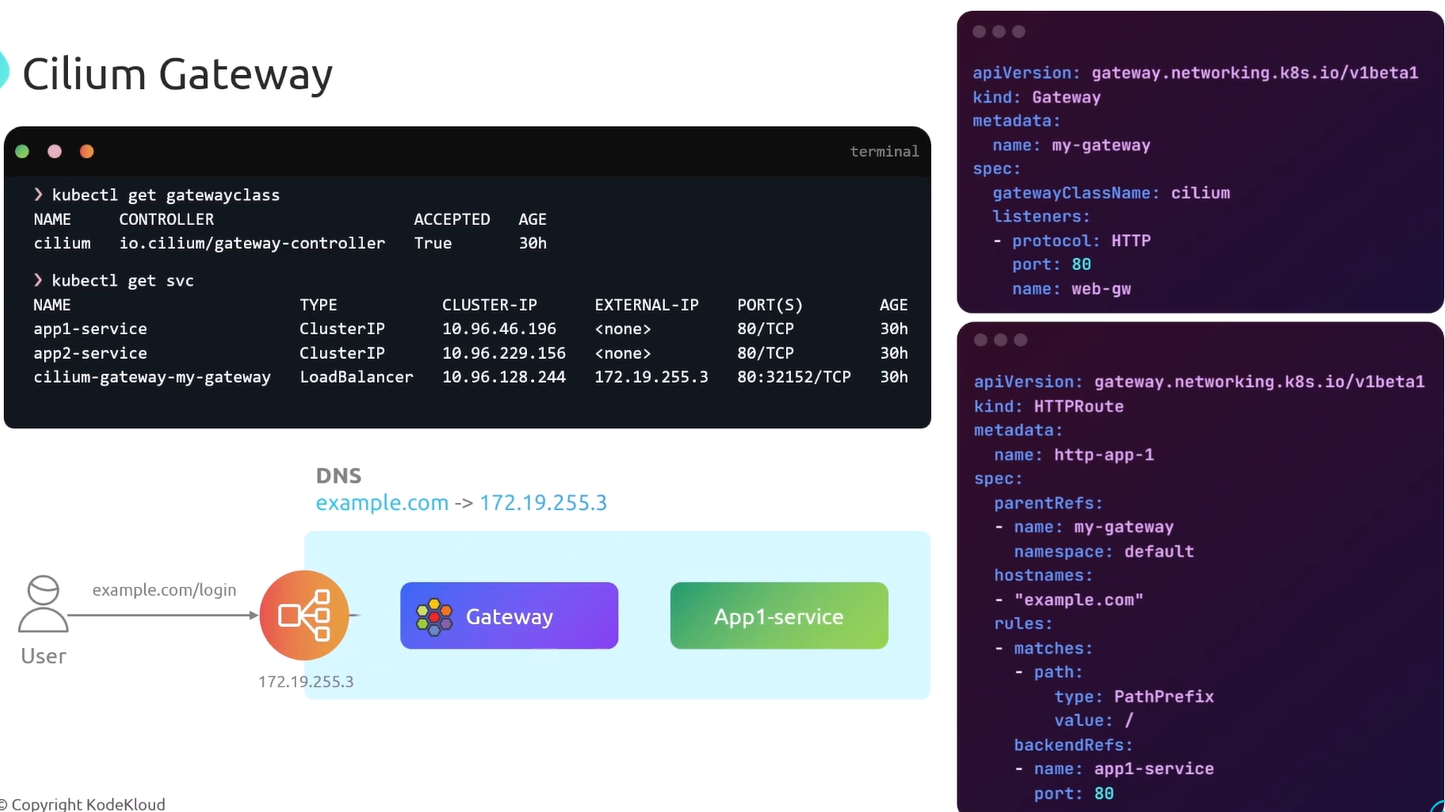 Cilium Gateway
terminal
❯ kubectl get gatewayclass
NAME     CONTROLLER                     ACCEPTED   AGE
cilium   io.cilium/gateway-controller   True       30h
❯ kubectl get svc
NAME                        TYPE           CLUSTER-IP      EXTERNAL-IP    PORT(S)        AGE
app1-service                ClusterIP      10.96.46.196    <none>         80/TCP         30h
app2-service                ClusterIP      10.96.229.156   <none>         80/TCP         30h
cilium-gateway-my-gateway   LoadBalancer   10.96.128.244   172.19.255.3   80:32152/TCP   30h
DNS
example.com -> 172.19.255.3
example.com/login
User
172.19.255.3
Gateway
App1-service
© Copyright KodeKloud
apiVersion: gateway.networking.k8s.io/v1beta1
kind: Gateway
metadata:
  name: my-gateway
spec:
  gatewayClassName: cilium
  listeners:
  - protocol: HTTP
    port: 80
    name: web-gw
apiVersion: gateway.networking.k8s.io/v1beta1
kind: HTTPRoute
metadata:
  name: http-app-1
spec:
  parentRefs:
  - name: my-gateway
    namespace: default
  hostnames:
  - "example.com"
  rules:
  - matches:
    - path:
        type: PathPrefix
        value: /
    backendRefs:
    - name: app1-service
      port: 80